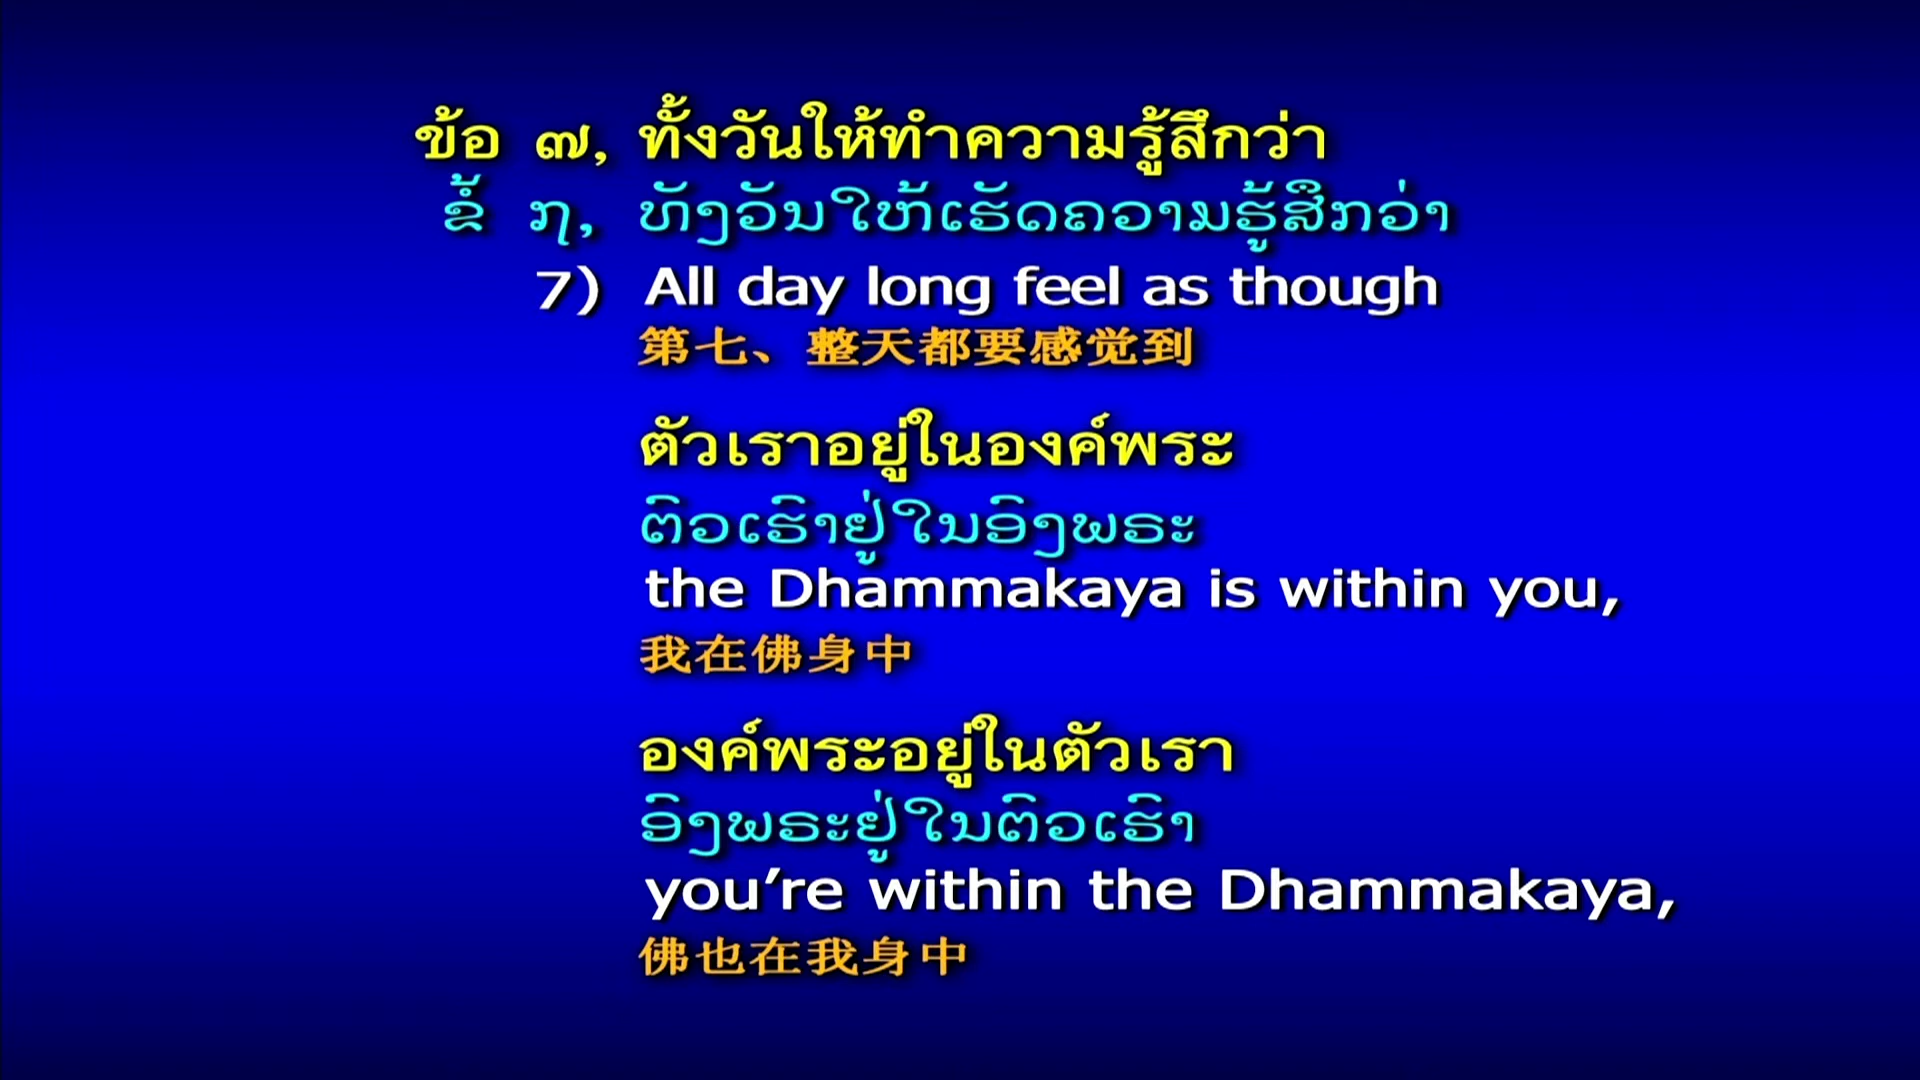 ข้อ ๗, ทั้งวันให้ทำความรู้สึกว่า
ຂໍ້ ໗, ທັງວັນໃຫ້ເຮັດຄວາມຮູ້ສຶກວ່າ
7) All day long feel as though
第七、整天都要感觉到
ตัวเราอยู่ในองค์พระ
ຕົວເຮົາຢູ່ໃນອົງພຣະ
the Dhammakaya is within you,
我在佛身中
องค์พระอยู่ในตัวเรา
ອົງພຣະຢູ່ໃນຕົວເຮົາ
you’re within the Dhammakaya,
佛也在我身中